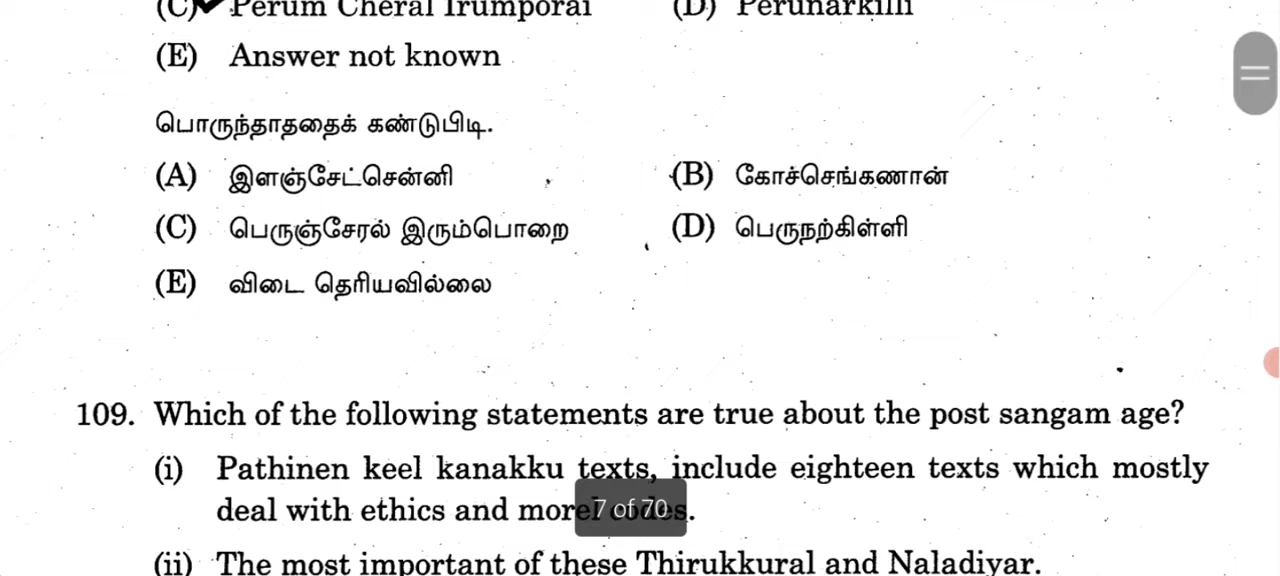 (C) Perum Cheral Irumporai (D) Perunarkilli
(E) Answer not known
பொருந்தாததைக் கண்டுபிடி.
(A) இளஞ்சேட்சென்னி (B) கோச்செங்கணான்
(C) பெருஞ்சேரல் இரும்பொறை (D) பெருநற்கிள்ளி
(E) விடை தெரியவில்லை
109. Which of the following statements are true about the post sangam age?
(i) Pathinen keel kanakku texts, include eighteen texts which mostly
deal with ethics and morel codes.
7 of 70
(ii) The most important of these Thirukkural and Naladiyar.